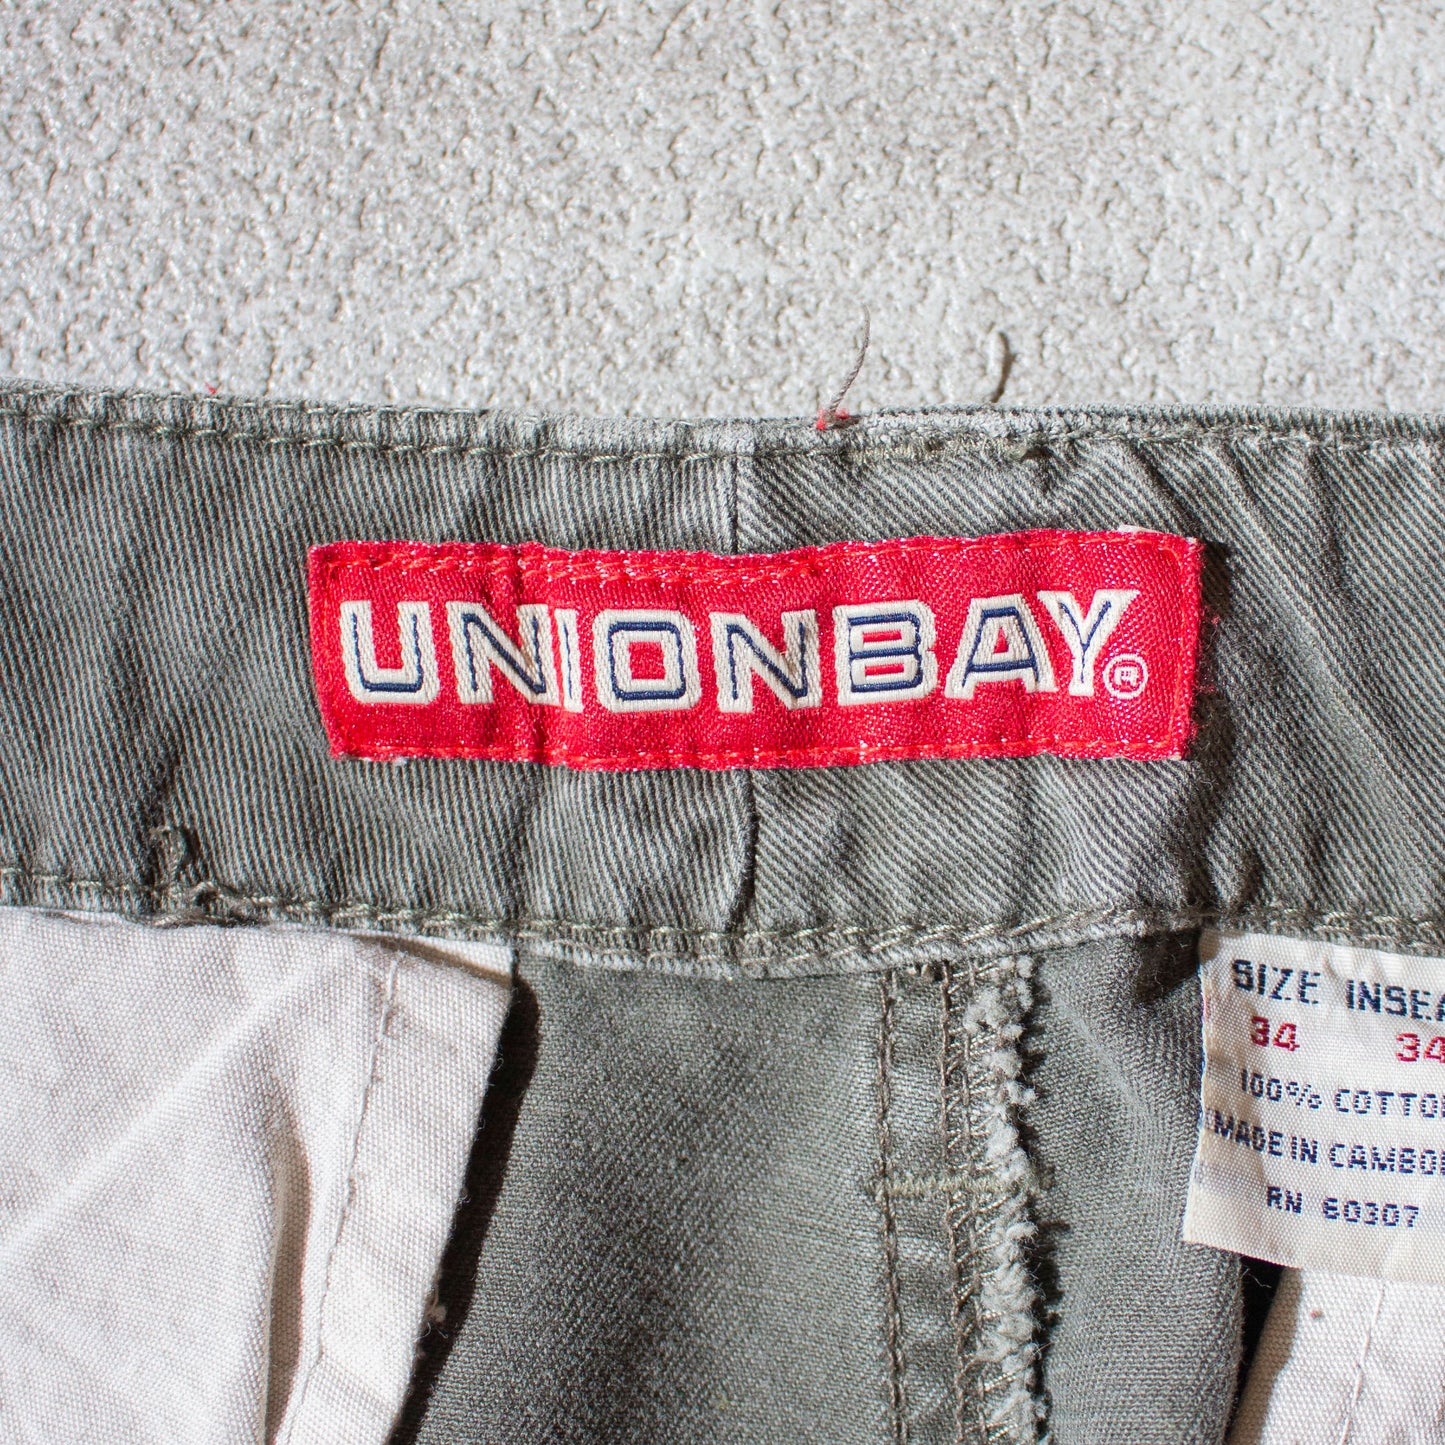 UNIONBAY®
SIZE INSEA
34 34
100% COTTO
MADE IN CAMBO
RN 60307